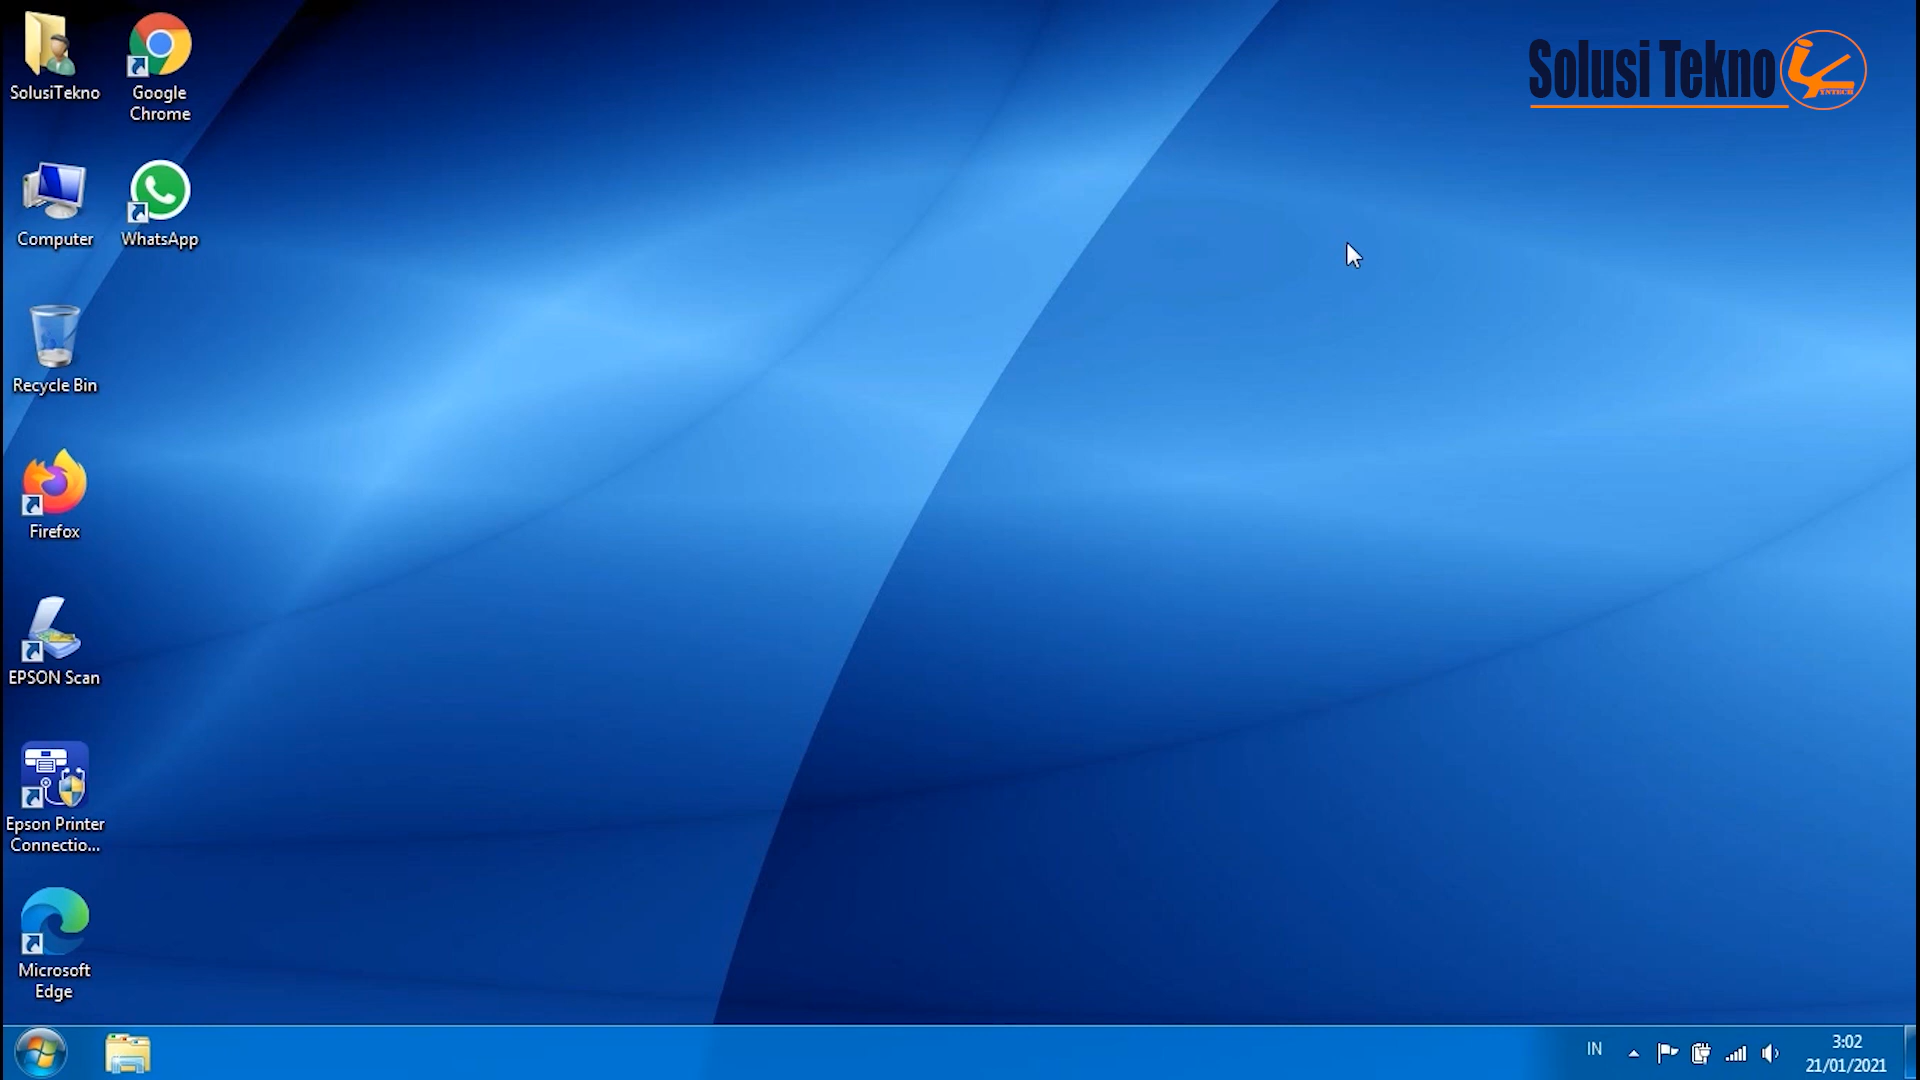 SolusiTekno
Google
Chrome
Solusi Tekno
YNTECH
Computer
WhatsApp
Recycle Bin
Firefox
EPSON Scan
Epson Printer
Connectio...
Microsoft
Edge
IN
3:02
21/01/2021